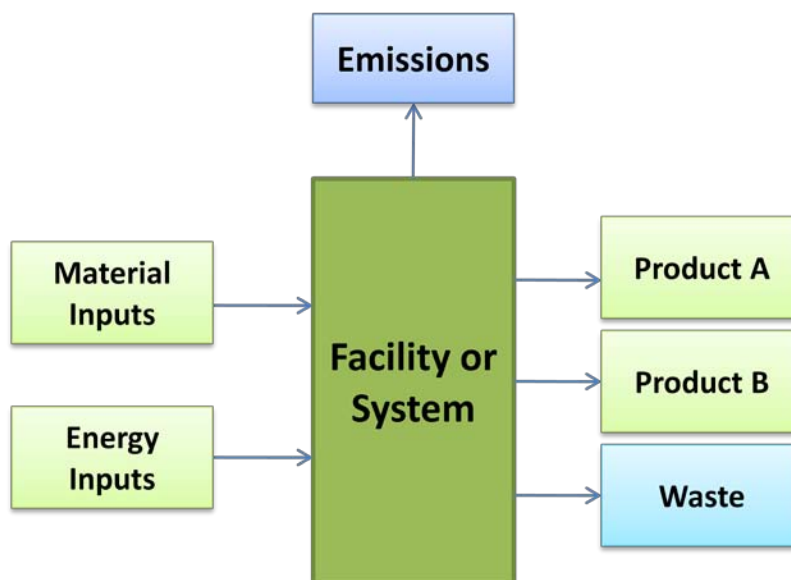 Emissions
Material
Inputs
Energy
Inputs
Facility or
System
Product A
Product B
Waste